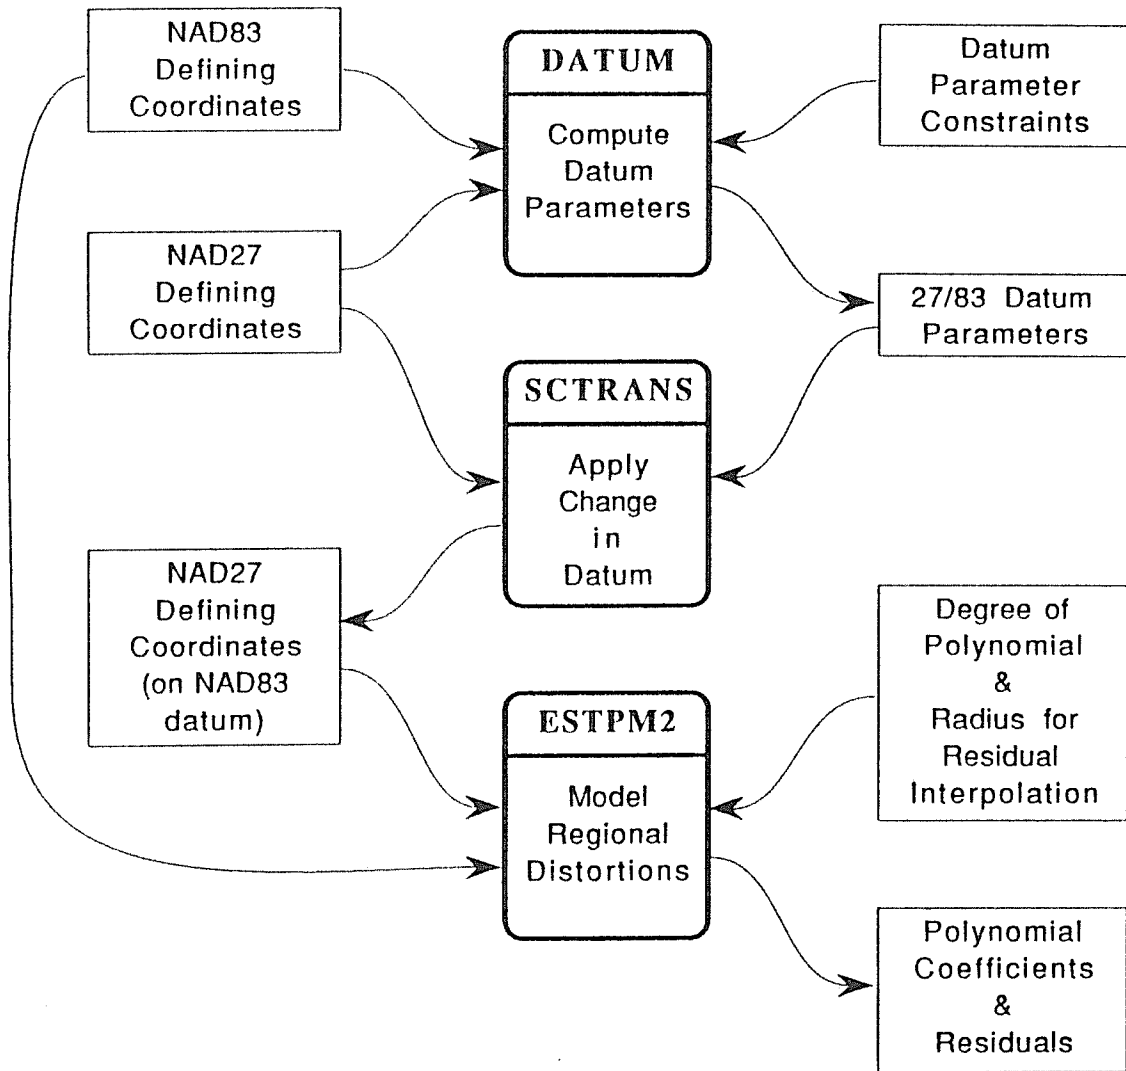 NAD83
Defining
Coordinates
DATUM
Compute
Datum
Parameters
Datum
Parameter
Constraints
NAD27
Defining
Coordinates
27/83 Datum
Parameters
SCTRANS
Apply
Change
in
Datum
NAD27
Defining
Coordinates
(on NAD83
datum)
ESTPM2
Model
Regional
Distortions
Degree of
Polynomial
&
Radius for
Residual
Interpolation
Polynomial
Coefficients
&
Residuals